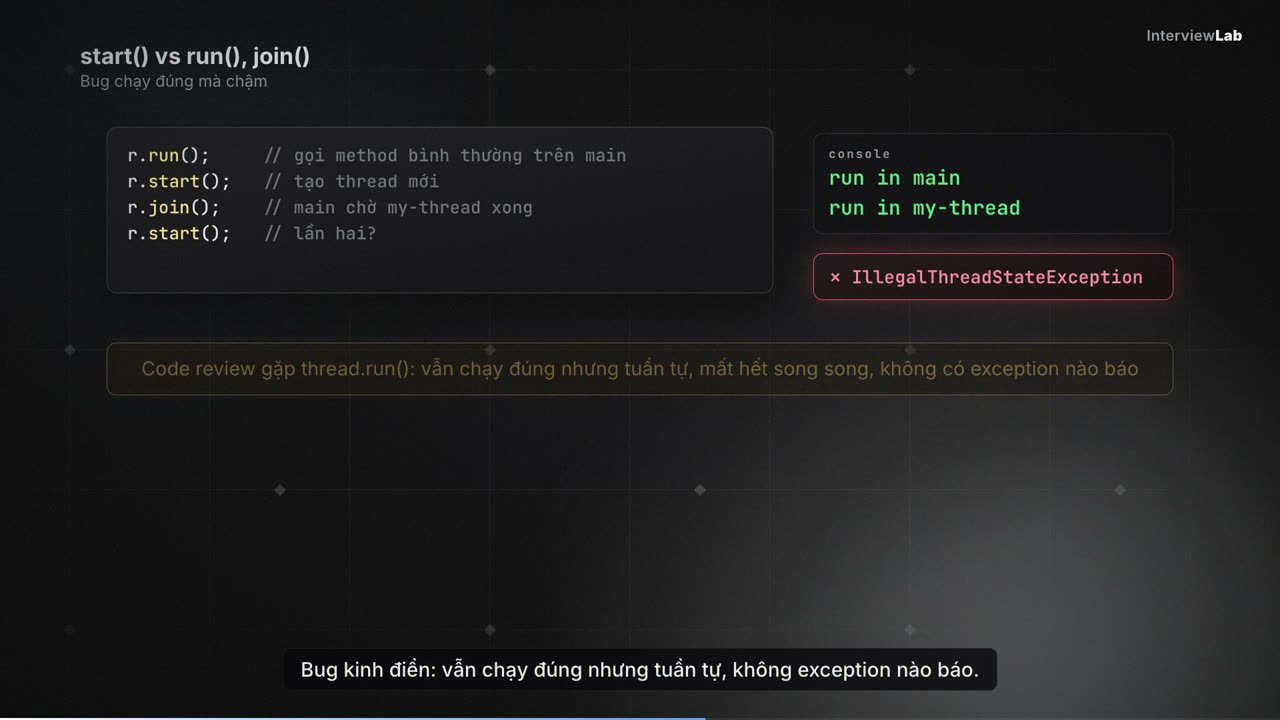 InterviewLab
start() vs run(), join()
Bug chạy đúng mà chậm
r.run(); // gọi method bình thường trên main
r.start(); // tạo thread mới
r.join(); // main chờ my-thread xong
r.start(); // lần hai?
console
run in main
run in my-thread
× IllegalThreadStateException
Code review gặp thread.run(): vẫn chạy đúng nhưng tuần tự, mất hết song song, không có exception nào báo
Bug kinh điển: vẫn chạy đúng nhưng tuần tự, không exception nào báo.